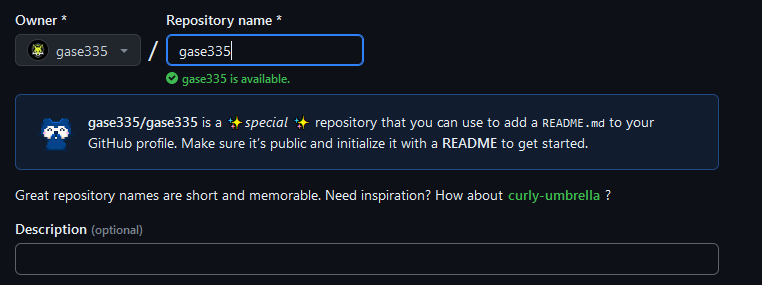 Owner * Repository name *
gase335 / gase335
gase335 is available.
gase335/gase335 is a ✨ special ✨ repository that you can use to add a README.md to your
GitHub profile. Make sure it’s public and initialize it with a README to get started.
Great repository names are short and memorable. Need inspiration? How about curly-umbrella ?
Description (optional)